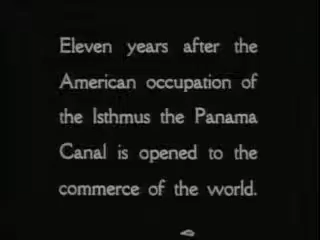 Eleven years after the
American occupation of
the Isthmus the Panama
Canal is opened to the
commerce of the world.